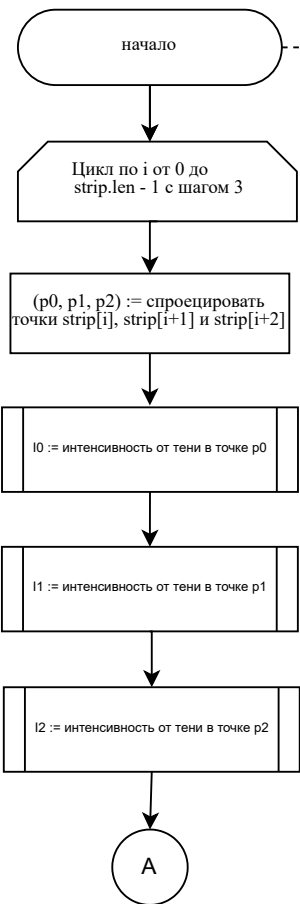 начало
Цикл по i от 0 до
strip.len - 1 с шагом 3
(p0, p1, p2) := спроецировать
точки strip[i], strip[i+1] и strip[i+2]
I0 := интенсивность от тени в точке p0
I1 := интенсивность от тени в точке p1
I2 := интенсивность от тени в точке p2
A